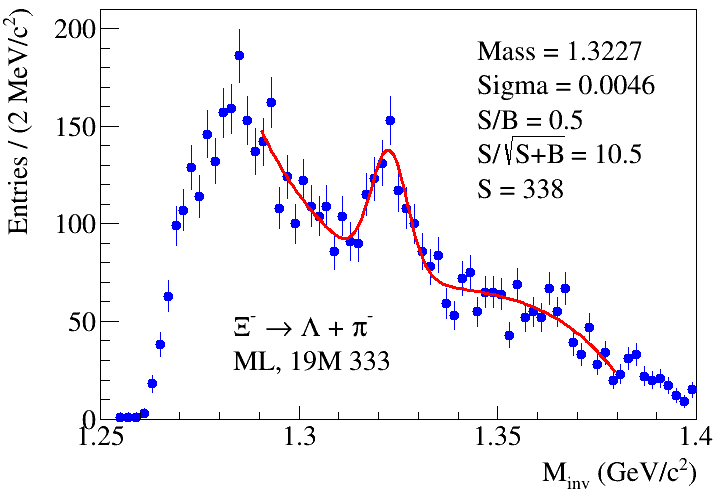 Entries / (2 MeV/c²)
200
150
100
50
0
Mass = 1.3227
Sigma = 0.0046
S/B = 0.5
S/√S+B = 10.5
S = 338
Ξ⁻ → Λ + π⁻
ML, 19M 333
1.25
1.3
1.35
1.4
M_inv (GeV/c²)